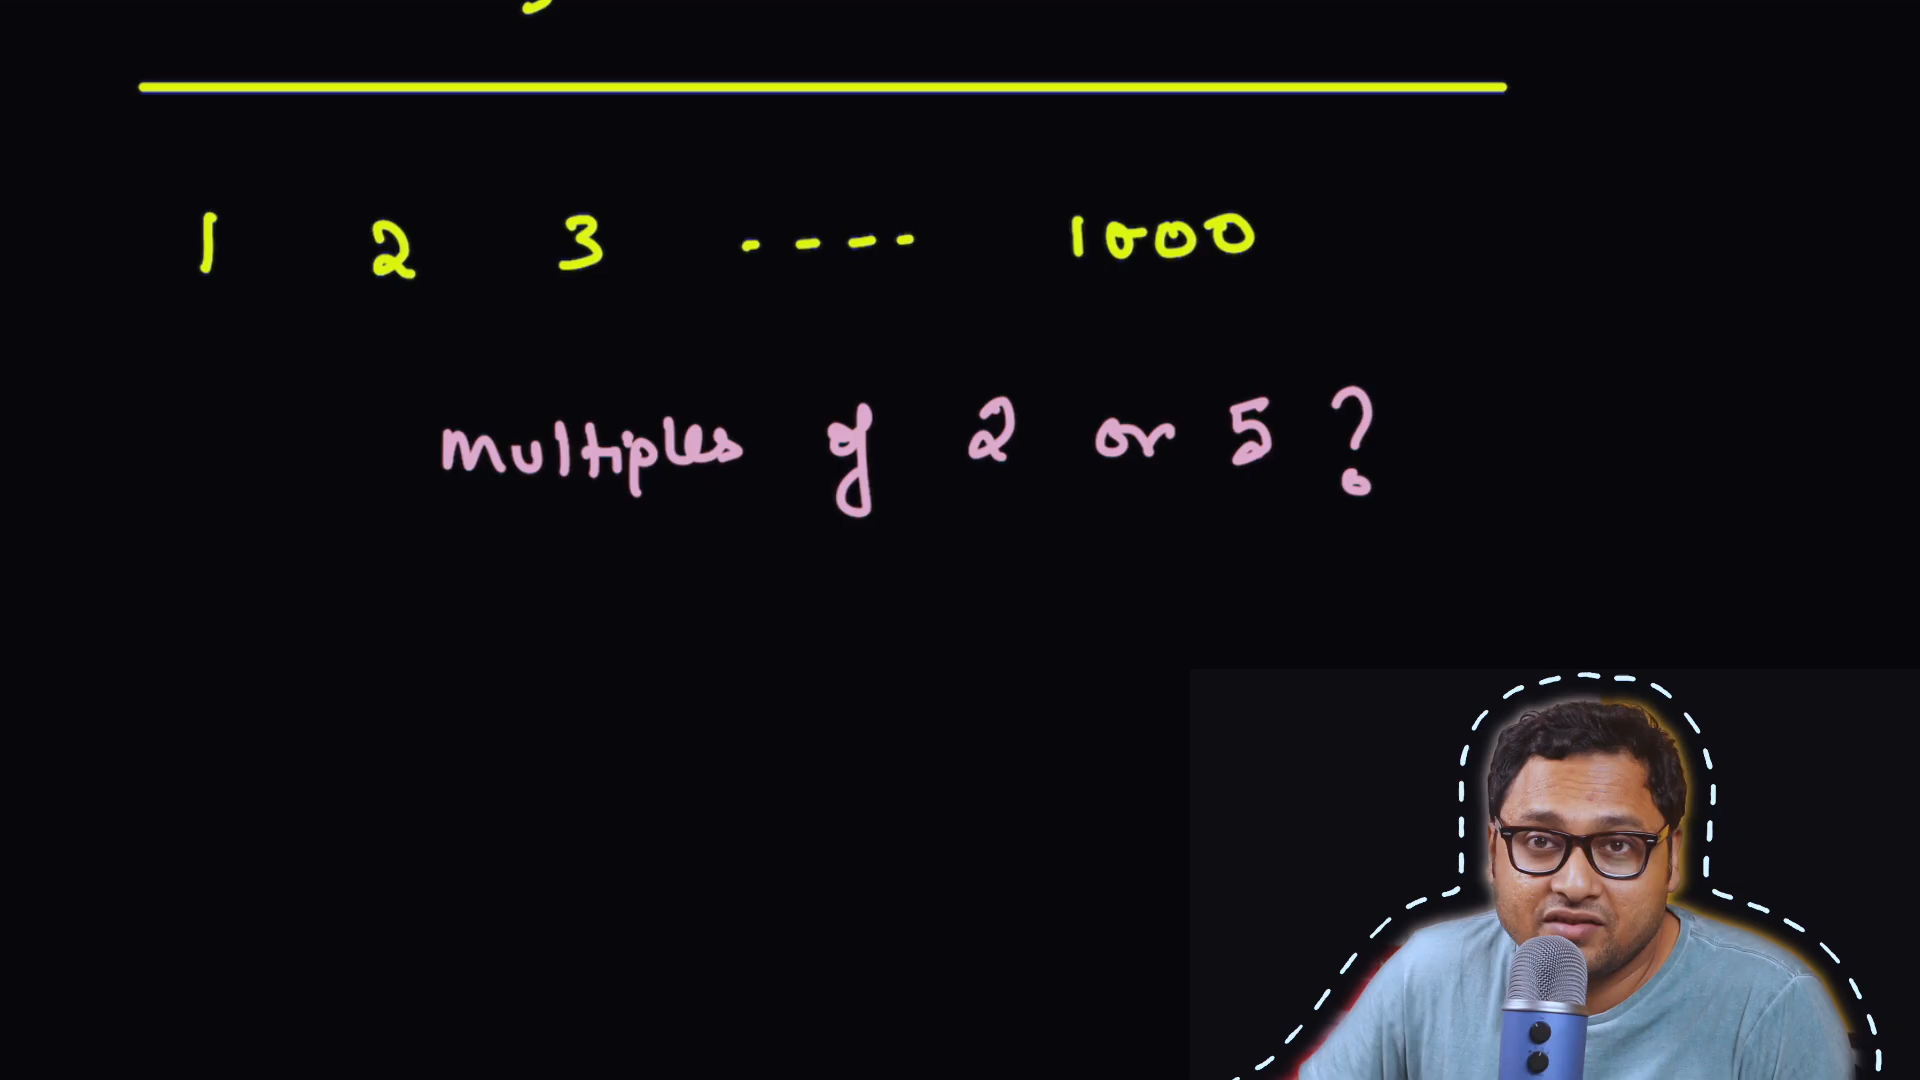 1 2 3 ---- 1000
multiples of 2 or 5 ?